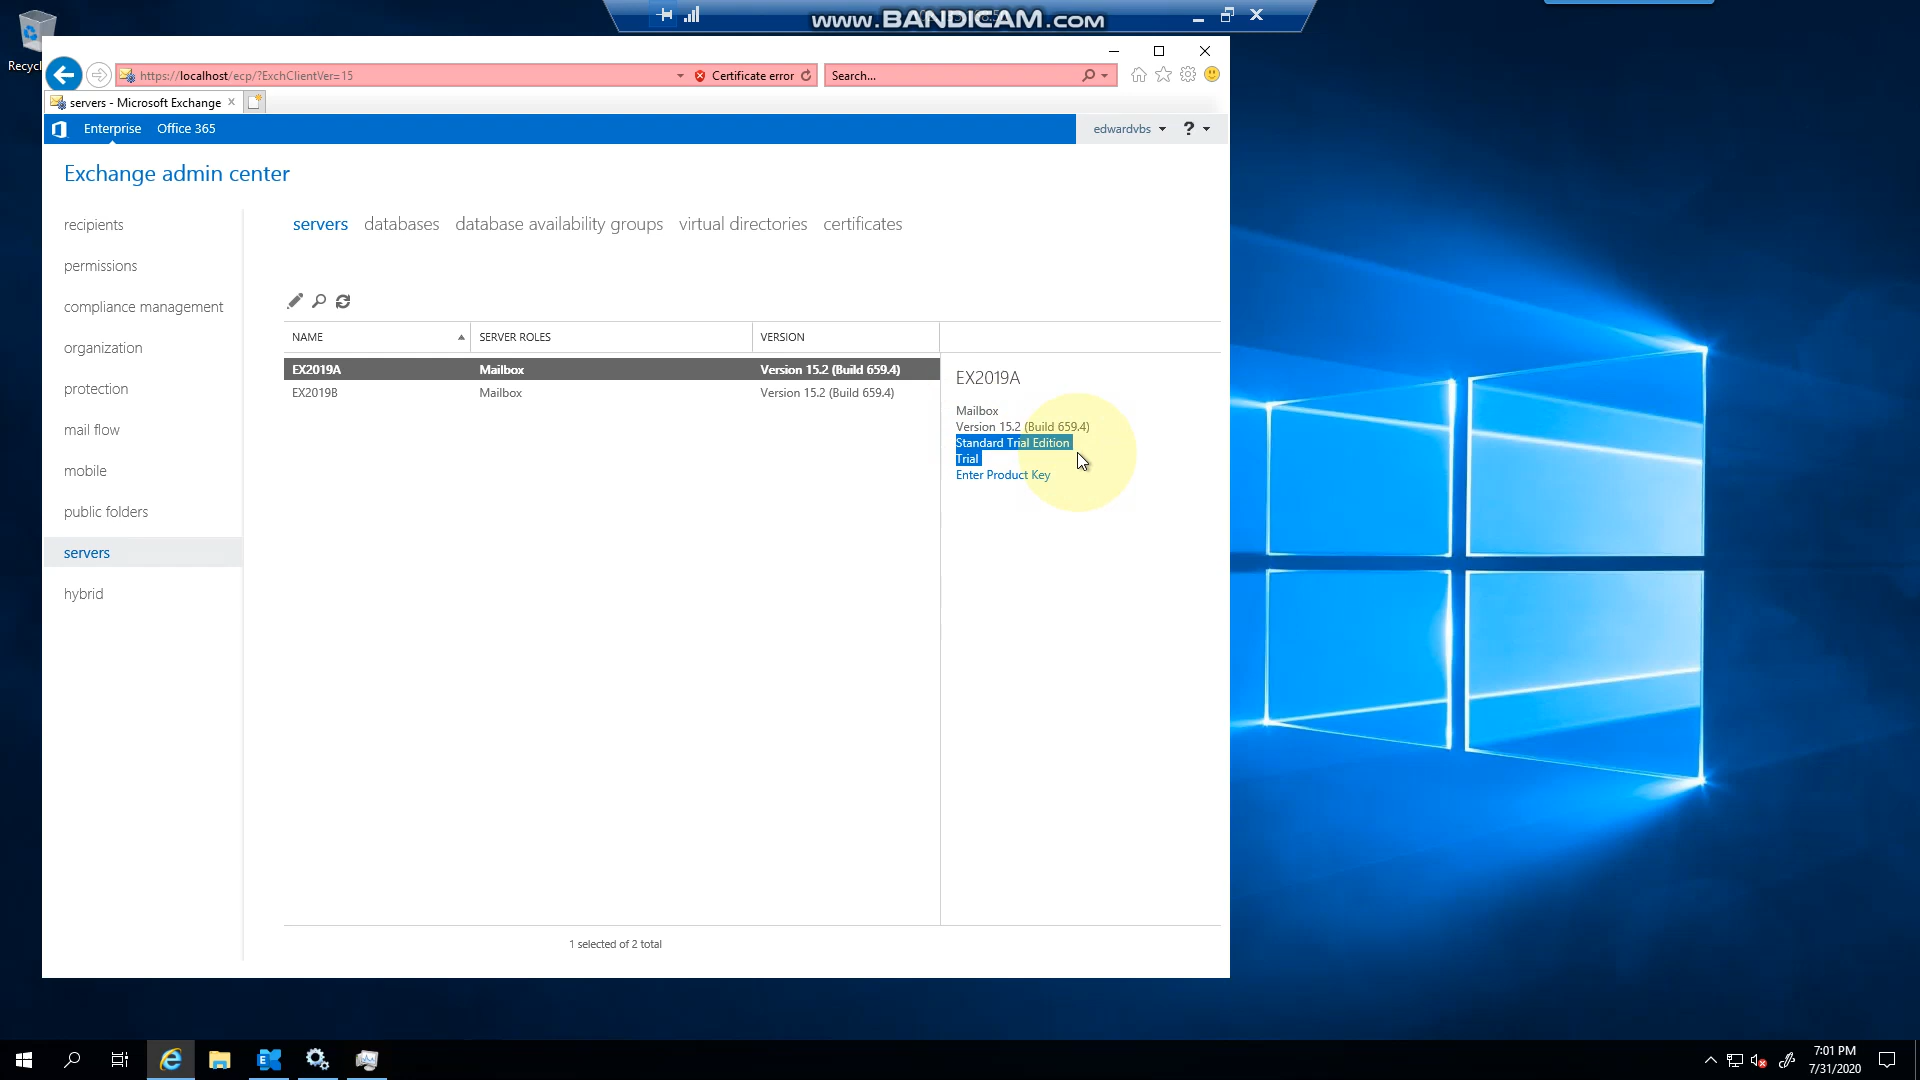 www.BANDICAM.com
Recycl
https://localhost/ecp/?ExchClientVer=15
Certificate error
Search...
servers - Microsoft Exchange
Enterprise
Office 365
edwardvbs
?
Exchange admin center
recipients
permissions
compliance management
organization
protection
mail flow
mobile
public folders
servers
hybrid
servers
databases
database availability groups
virtual directories
certificates
NAME
SERVER ROLES
VERSION
EX2019A
Mailbox
Version 15.2 (Build 659.4)
EX2019B
Mailbox
Version 15.2 (Build 659.4)
EX2019A
Mailbox
Version 15.2 (Build 659.4)
Standard Trial Edition
Trial
Enter Product Key
1 selected of 2 total
7:01 PM
7/31/2020